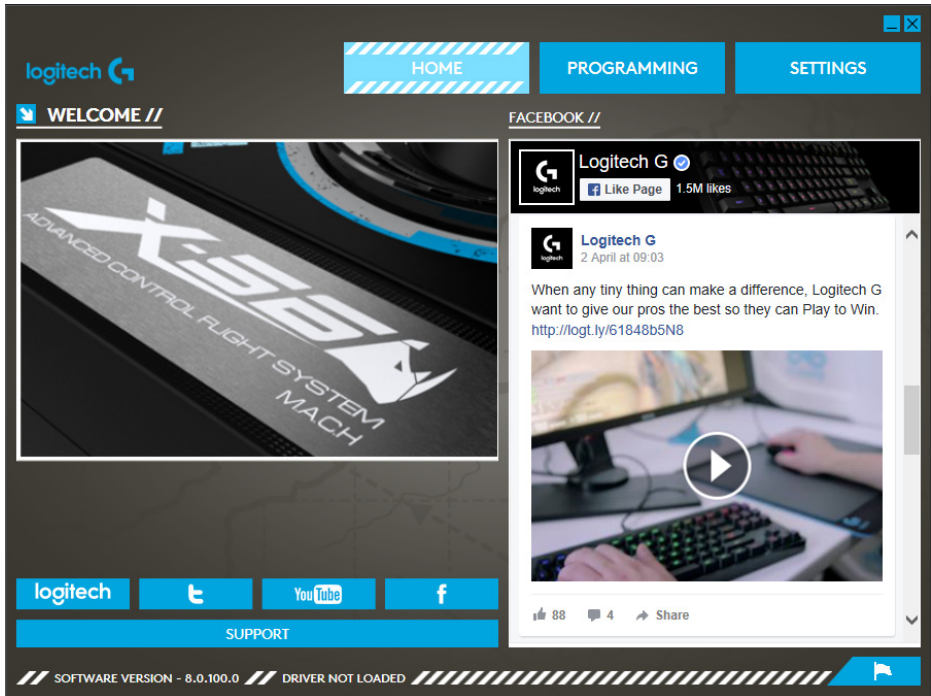 logitech G
HOME
PROGRAMMING
SETTINGS
WELCOME //
FACEBOOK //
X-56
ADVANCED CONTROL FLIGHT SYSTEM
MACH
logitech
Logitech G
Like Page
1.5M likes
logitech
Logitech G
2 April at 09:03
When any tiny thing can make a difference, Logitech G
want to give our pros the best so they can Play to Win.
http://logt.ly/61848b5N8
88
4
Share
logitech
YouTube
SUPPORT
// SOFTWARE VERSION - 8.0.100.0 // DRIVER NOT LOADED